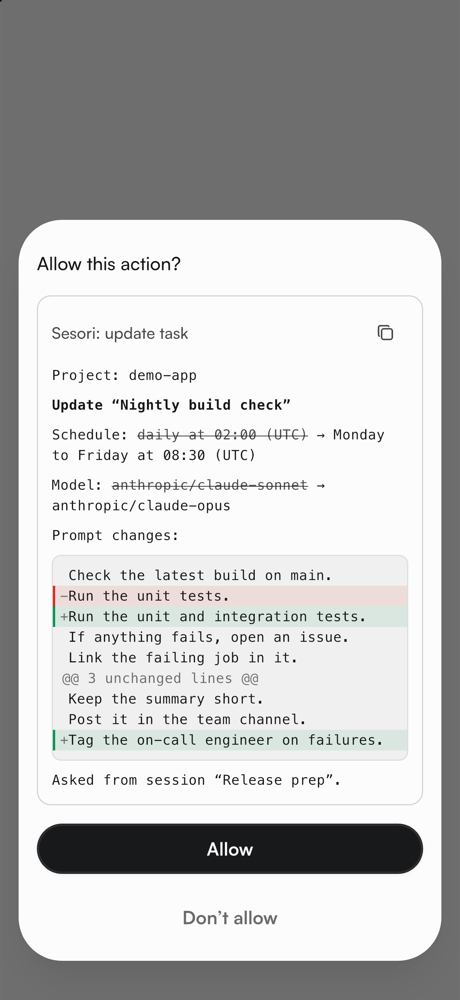 Allow this action?
Sesori: update task
Project: demo-app
Update “Nightly build check”
Schedule: daily at 02:00 (UTC) → Monday
to Friday at 08:30 (UTC)
Model: anthropic/claude-sonnet →
anthropic/claude-opus
Prompt changes:
Check the latest build on main.
−Run the unit tests.
+Run the unit and integration tests.
If anything fails, open an issue.
Link the failing job in it.
@@ 3 unchanged lines @@
Keep the summary short.
Post it in the team channel.
+Tag the on-call engineer on failures.
Asked from session “Release prep”.
Allow
Don’t allow